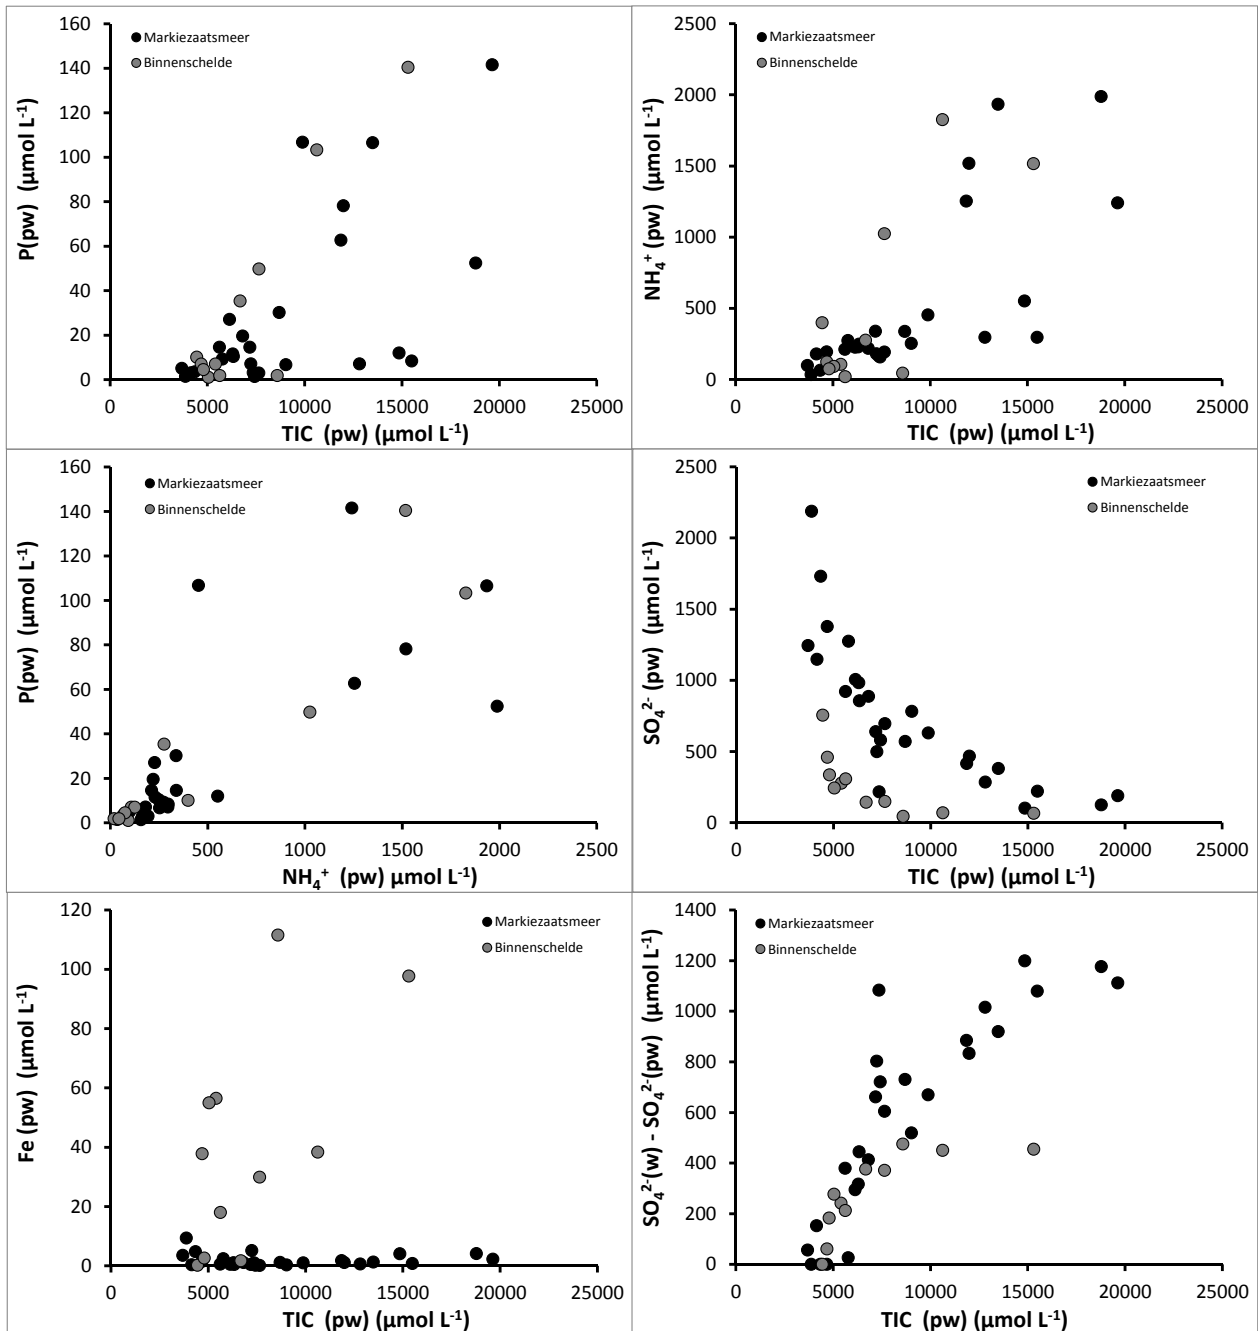 160
140
120
100
80
60
40
20
0
P(pw) (µmol L⁻¹)
Markiezaatsmeer
Binnenschelde
0 5000 10000 15000 20000 25000
TIC (pw) (µmol L⁻¹)
2500
2000
1500
1000
500
0
NH₄⁺ (pw) (µmol L⁻¹)
Markiezaatsmeer
Binnenschelde
0 5000 10000 15000 20000 25000
TIC (pw) (µmol L⁻¹)
160
140
120
100
80
60
40
20
0
P(pw) (µmol L⁻¹)
Markiezaatsmeer
Binnenschelde
0 500 1000 1500 2000 2500
NH₄⁺ (pw) µmol L⁻¹)
2500
2000
1500
1000
500
0
SO₄²⁻ (pw) (µmol L⁻¹)
Markiezaatsmeer
Binnenschelde
0 5000 10000 15000 20000 25000
TIC (pw) (µmol L⁻¹)
120
100
80
60
40
20
0
Fe (pw) (µmol L⁻¹)
Markiezaatsmeer
Binnenschelde
0 5000 10000 15000 20000 25000
TIC (pw) (µmol L⁻¹)
1400
1200
1000
800
600
400
200
0
SO₄²⁻(w) - SO₄²⁻(pw) (µmol L⁻¹)
Markiezaatsmeer
Binnenschelde
0 5000 10000 15000 20000 25000
TIC (pw) (µmol L⁻¹)